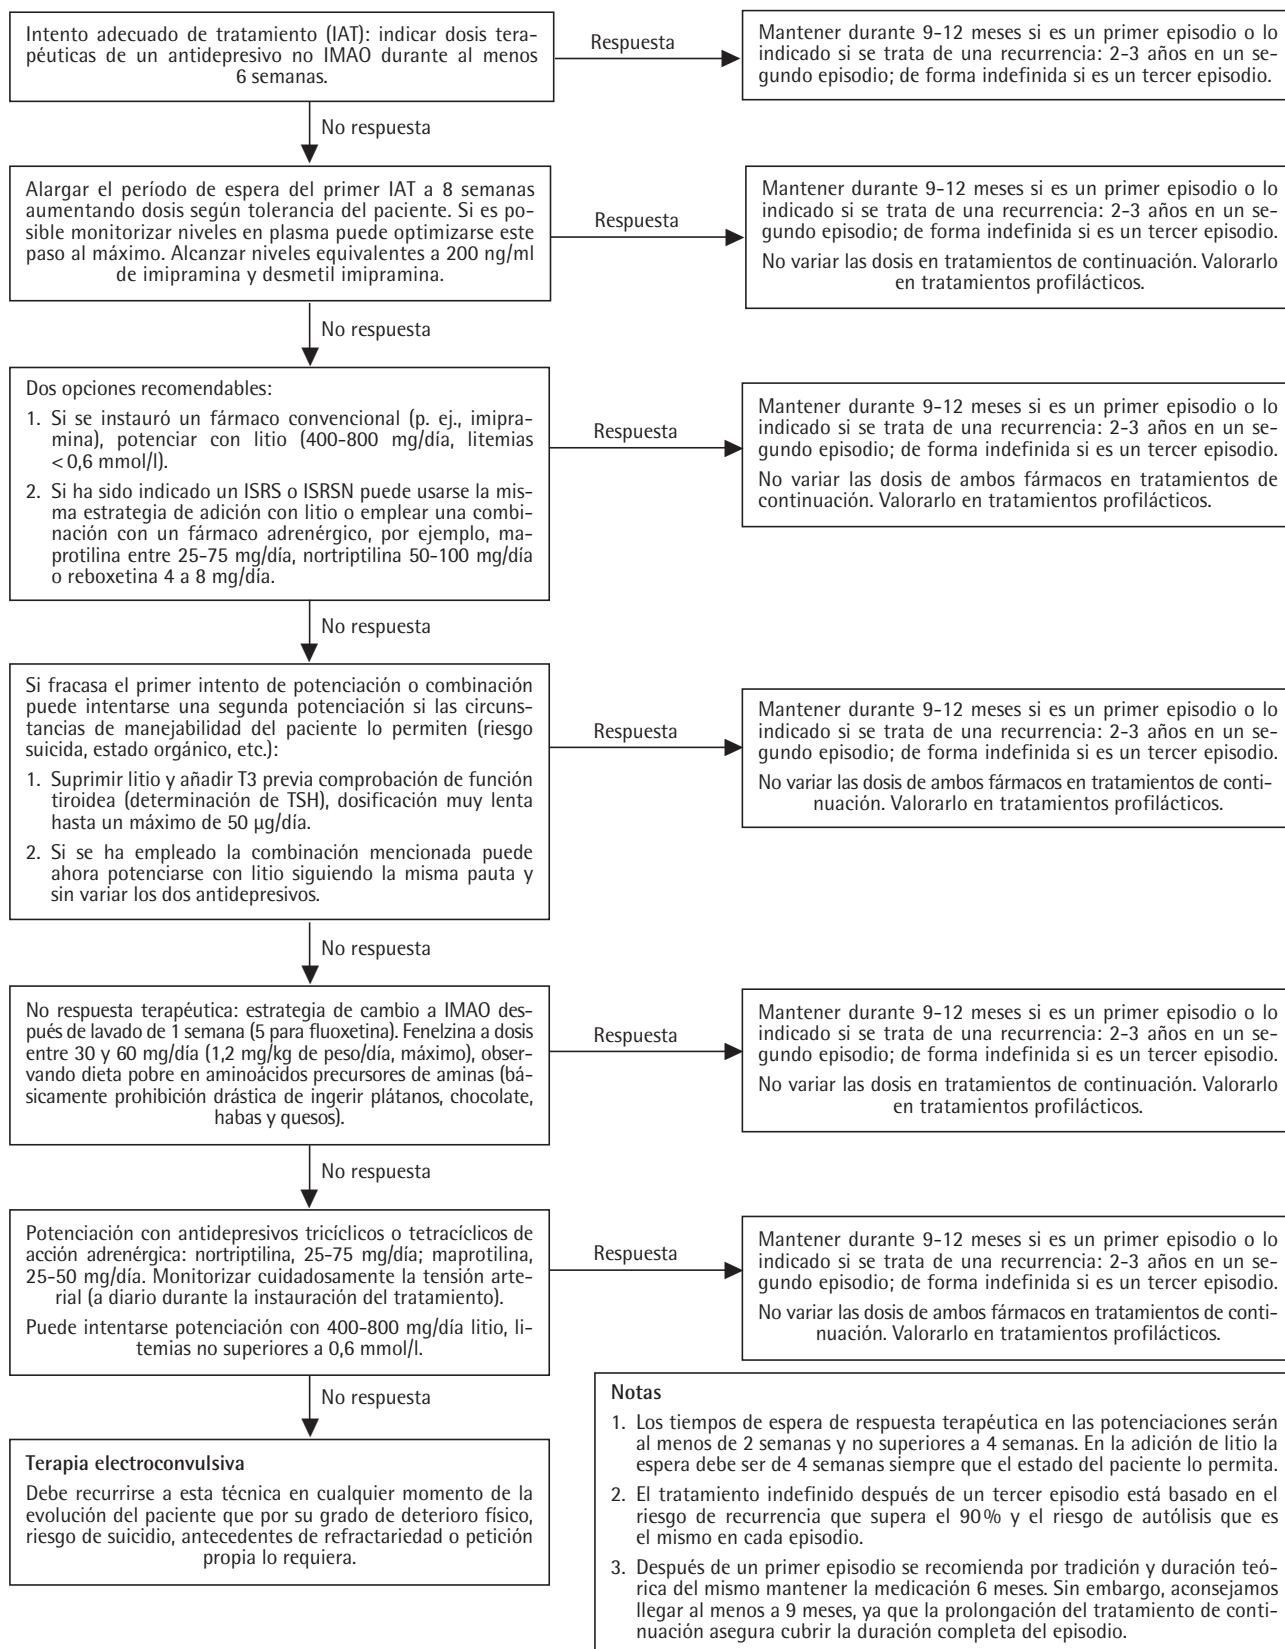 Intento adecuado de tratamiento (IAT): indicar dosis tera-
péuticas de un antidepresivo no IMAO durante al menos
6 semanas.
Respuesta
Mantener durante 9-12 meses si es un primer episodio o lo
indicado si se trata de una recurrencia: 2-3 años en un se-
gundo episodio; de forma indefinida si es un tercer episodio.
No respuesta
Alargar el período de espera del primer IAT a 8 semanas
aumentando dosis según tolerancia del paciente. Si es po-
sible monitorizar niveles en plasma puede optimizarse este
paso al máximo. Alcanzar niveles equivalentes a 200 ng/ml
de imipramina y desmetil imipramina.
Respuesta
Mantener durante 9-12 meses si es un primer episodio o lo
indicado si se trata de una recurrencia: 2-3 años en un se-
gundo episodio; de forma indefinida si es un tercer episodio.
No variar las dosis en tratamientos de continuación. Valorarlo
en tratamientos profilácticos.
No respuesta
Dos opciones recomendables:
1. Si se instauró un fármaco convencional (p. ej., imipra-
mina), potenciar con litio (400-800 mg/día, litemias
<0,6 mmol/l).
2. Si ha sido indicado un ISRS o ISRSN puede usarse la mis-
ma estrategia de adición con litio o emplear una combi-
nación con un fármaco adrenérgico, por ejemplo, ma-
protilina entre 25-75 mg/día, nortriptilina 50-100 mg/día
o reboxetina 4 a 8 mg/día.
Respuesta
Mantener durante 9-12 meses si es un primer episodio o lo
indicado si se trata de una recurrencia: 2-3 años en un se-
gundo episodio; de forma indefinida si es un tercer episodio.
No variar las dosis de ambos fármacos en tratamientos de
continuación. Valorarlo en tratamientos profilácticos.
No respuesta
Si fracasa el primer intento de potenciación o combinación
puede intentarse una segunda potenciación si las circuns-
tancias de manejabilidad del paciente lo permiten (riesgo
suicida, estado orgánico, etc.):
1. Suprimir litio y añadir T3 previa comprobación de función
tiroidea (determinación de TSH), dosificación muy lenta
hasta un máximo de 50 µg/día.
2. Si se ha empleado la combinación mencionada puede
ahora potenciarse con litio siguiendo la misma pauta y
sin variar los dos antidepresivos.
Respuesta
Mantener durante 9-12 meses si es un primer episodio o lo
indicado si se trata de una recurrencia: 2-3 años en un se-
gundo episodio; de forma indefinida si es un tercer episodio.
No variar las dosis de ambos fármacos en tratamientos de conti-
nuación. Valorarlo en tratamientos profilácticos.
No respuesta
No respuesta terapéutica: estrategia de cambio a IMAO des-
pués de lavado de 1 semana (5 para fluoxetina). Fenelzina a dosis
entre 30 y 60 mg/día (1,2 mg/kg de peso/día, máximo), obser-
vando dieta pobre en aminoácidos precursores de aminas (bá-
sicamente prohibición drástica de ingerir plátanos, chocolate,
habas y quesos).
Respuesta
Mantener durante 9-12 meses si es un primer episodio o lo
indicado si se trata de una recurrencia: 2-3 años en un se-
gundo episodio; de forma indefinida si es un tercer episodio.
No variar las dosis en tratamientos de continuación. Valorarlo
en tratamientos profilácticos.
No respuesta
Potenciación con antidepresivos tricíclicos o tetracíclicos de
acción adrenérgica: nortriptilina, 25-75 mg/día; maprotilina,
25-50 mg/día. Monitorizar cuidadosamente la tensión arte-
rial (a diario durante la instauración del tratamiento).
Puede intentarse potenciación con 400-800 mg/día litio, li-
temias no superiores a 0,6 mmol/l.
Respuesta
Mantener durante 9-12 meses si es un primer episodio o lo
indicado si se trata de una recurrencia: 2-3 años en un se-
gundo episodio; de forma indefinida si es un tercer episodio.
No variar las dosis de ambos fármacos en tratamientos de conti-
nuación. Valorarlo en tratamientos profilácticos.
No respuesta
Terapia electroconvulsiva
Debe recurrirse a esta técnica en cualquier momento de la
evolución del paciente que por su grado de deterioro físico,
riesgo de suicidio, antecedentes de refractariedad o petición
propia lo requiera.
Notas
1. Los tiempos de espera de respuesta terapéutica en las potenciaciones serán
al menos de 2 semanas y no superiores a 4 semanas. En la adición de litio la
espera debe ser de 4 semanas siempre que el estado del paciente lo permita.
2. El tratamiento indefinido después de un tercer episodio está basado en el
riesgo de recurrencia que supera el 90% y el riesgo de autólisis que es
el mismo en cada episodio.
3. Después de un primer episodio se recomienda por tradición y duración teó-
rica del mismo mantener la medicación 6 meses. Sin embargo, aconsejamos
llegar al menos a 9 meses, ya que la prolongación del tratamiento de conti-
nuación asegura cubrir la duración completa del episodio.